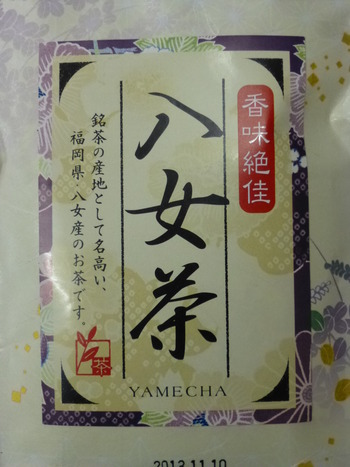 香味絶佳
八女茶
銘茶の産地として名高い、
福岡県・八女産のお茶です。
茶
YAMECHA
2013.11.10